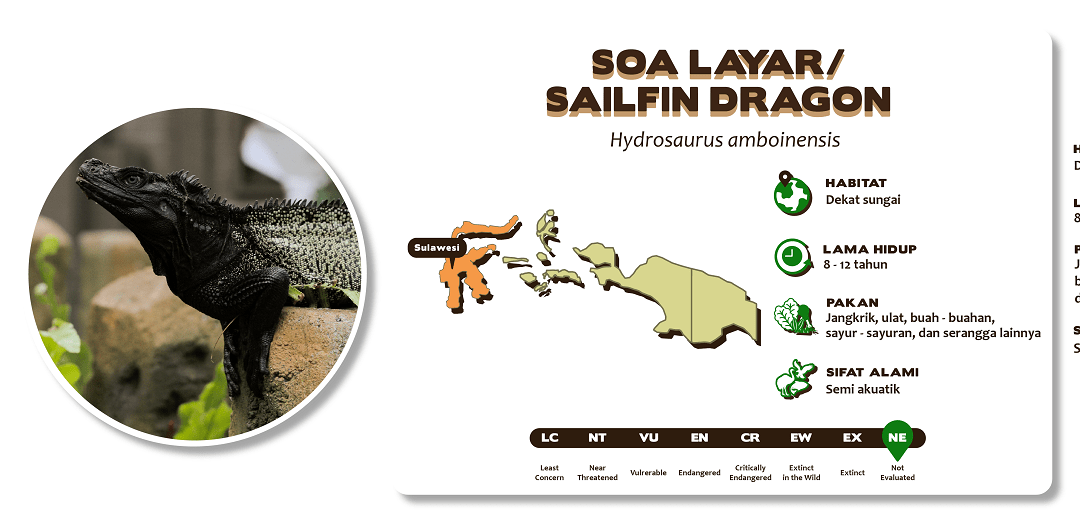 SOA LAYAR/
SAILFIN DRAGON
Hydrosaurus amboinensis
Sulawesi
HABITAT
Dekat sungai
LAMA HIDUP
8 - 12 tahun
PAKAN
Jangkrik, ulat, buah - buahan,
sayur - sayuran, dan serangga lainnya
SIFAT ALAMI
Semi akuatik
LC NT VU EN CR EW EX NE
Least Concern
Near Threatened
Vulrerable
Endangered
Critically Endangered
Extinct in the Wild
Extinct
Not Evaluated